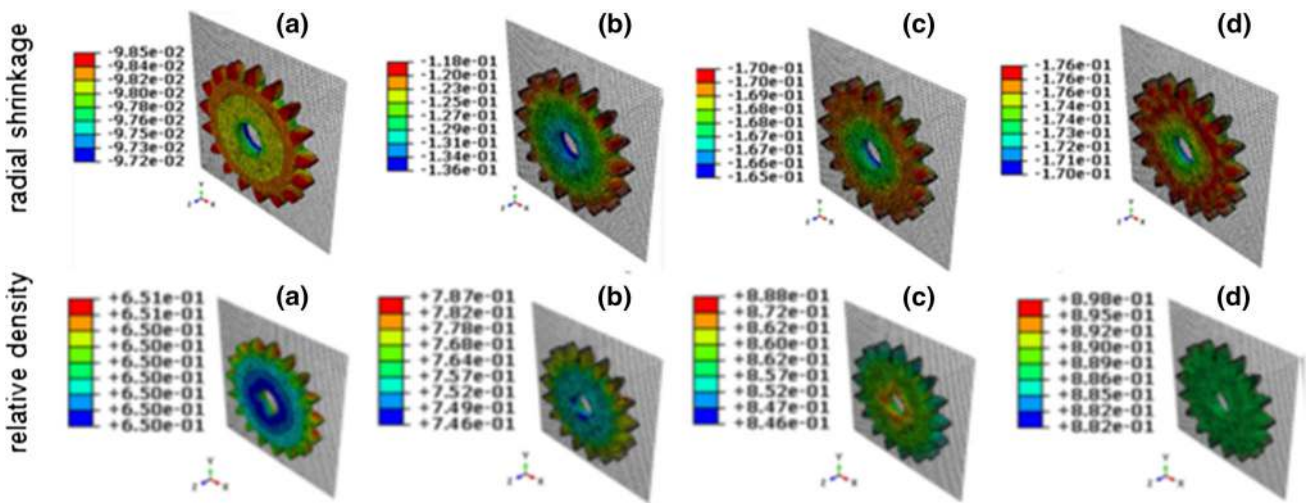 radial shrinkage
(a)
-9.85e-02
-9.84e-02
-9.82e-02
-9.80e-02
-9.78e-02
-9.76e-02
-9.75e-02
-9.73e-02
-9.72e-02
Y
Z X
(b)
-1.18e-01
-1.20e-01
-1.23e-01
-1.25e-01
-1.27e-01
-1.29e-01
-1.31e-01
-1.34e-01
-1.36e-01
Y
Z X
(c)
-1.70e-01
-1.70e-01
-1.69e-01
-1.68e-01
-1.68e-01
-1.67e-01
-1.67e-01
-1.66e-01
-1.65e-01
Y
Z X
(d)
-1.76e-01
-1.76e-01
-1.75e-01
-1.74e-01
-1.74e-01
-1.73e-01
-1.72e-01
-1.71e-01
-1.70e-01
Y
Z X
relative density
(a)
+6.51e-01
+6.51e-01
+6.50e-01
+6.50e-01
+6.50e-01
+6.50e-01
+6.50e-01
+6.50e-01
+6.50e-01
Y
Z X
(b)
+7.87e-01
+7.82e-01
+7.78e-01
+7.68e-01
+7.64e-01
+7.57e-01
+7.52e-01
+7.49e-01
+7.46e-01
Y
Z X
(c)
+8.88e-01
+8.72e-01
+8.62e-01
+8.60e-01
+8.62e-01
+8.57e-01
+8.52e-01
+8.47e-01
+8.46e-01
Y
Z X
(d)
+8.98e-01
+8.95e-01
+8.92e-01
+8.90e-01
+8.89e-01
+8.86e-01
+8.85e-01
+8.82e-01
+8.82e-01
Y
Z X